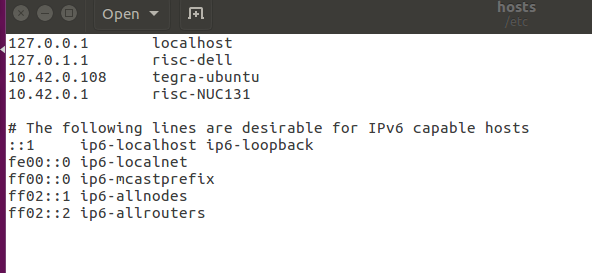 Open
hosts
/etc
127.0.0.1 localhost
127.0.1.1 risc-dell
10.42.0.108 tegra-ubuntu
10.42.0.1 risc-NUC131

# The following lines are desirable for IPv6 capable hosts
::1 ip6-localhost ip6-loopback
fe00::0 ip6-localnet
ff00::0 ip6-mcastprefix
ff02::1 ip6-allnodes
ff02::2 ip6-allrouters